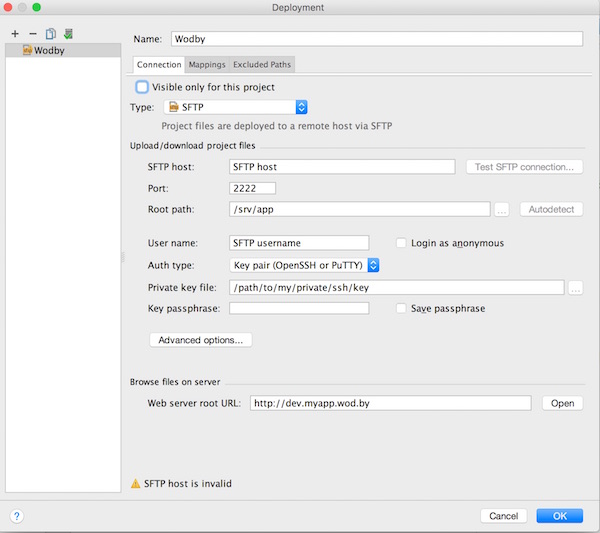 Deployment
Name: Wodby
Wodby
Connection Mappings Excluded Paths
Visible only for this project
Type: SFTP
Project files are deployed to a remote host via SFTP
Upload/download project files
SFTP host: SFTP host Test SFTP connection...
Port: 2222
Root path: /srv/app ... Autodetect
User name: SFTP username Login as anonymous
Auth type: Key pair (OpenSSH or PuTTY)
Private key file: /path/to/my/private/ssh/key ...
Key passphrase: Save passphrase
Advanced options...
Browse files on server
Web server root URL: http://dev.myapp.wod.by Open
SFTP host is invalid
? Cancel OK